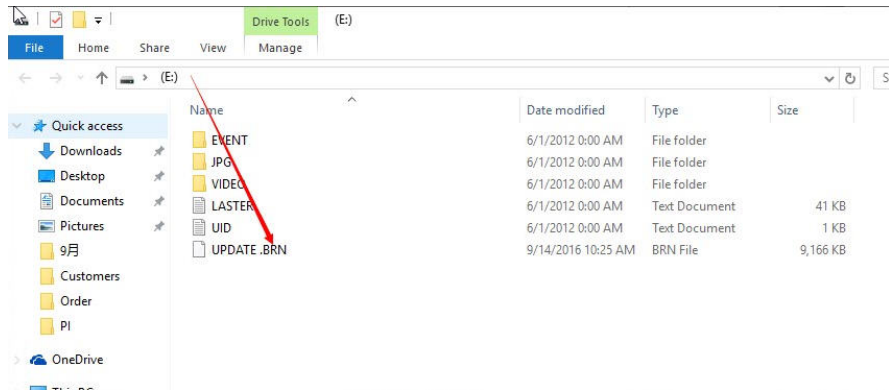 Drive Tools (E:)
File Home Share View Manage
(E:)
Name Date modified Type Size
Quick access
Downloads
Desktop
Documents
Pictures
9月
Customers
Order
PI
OneDrive
EVENT 6/1/2012 0:00 AM File folder
JPG 6/1/2012 0:00 AM File folder
VIDEO 6/1/2012 0:00 AM File folder
LASTER 6/1/2012 0:00 AM Text Document 41 KB
UID 6/1/2012 0:00 AM Text Document 1 KB
UPDATE .BRN 9/14/2016 10:25 AM BRN File 9,166 KB